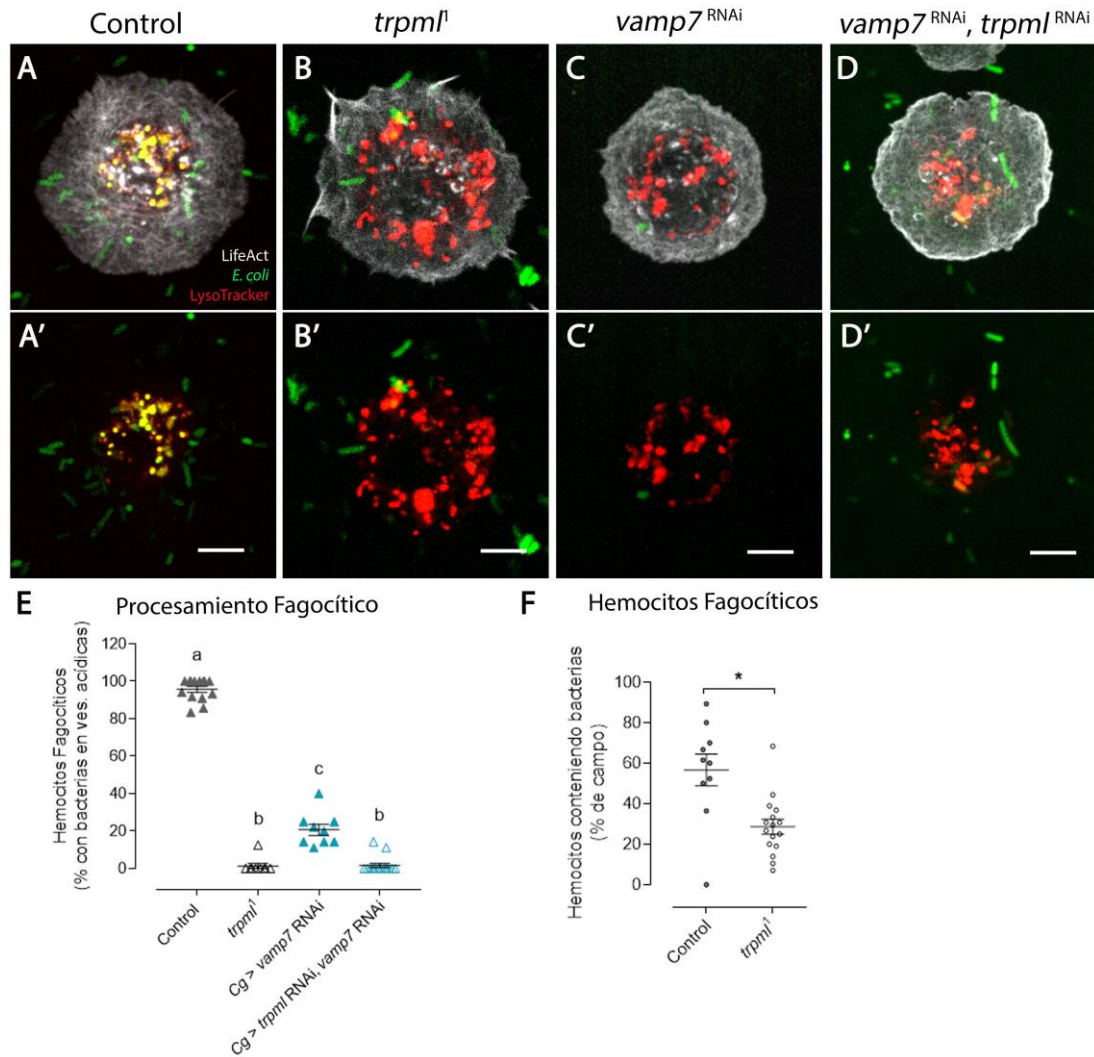 Control
trpml¹
vamp7 RNAi
vamp7 RNAi, trpml RNAi
A
B
C
D
LifeAct
E. coli
LysoTracker
A'
B'
C'
D'
E
Procesamiento Fagocítico
Hemocitos Fagocíticos
(% con bacterias en ves. acídicas)
120
100
80
60
40
20
0
a
b
c
b
Control
trpml¹
Cg > vamp7 RNAi
Cg > trpml RNAi, vamp7 RNAi
F
Hemocitos Fagocíticos
Hemocitos conteniendo bacterias
(% de campo)
100
80
60
40
20
0
*
Control
trpml¹